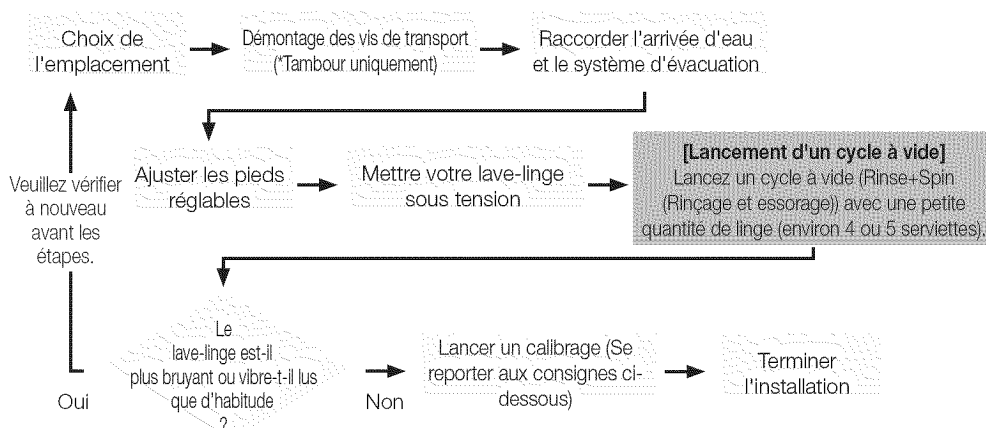 Choix de
l'emplacement
Démontage des vis de transport
(*Tambour uniquement)
Raccorder l'arrivée d'eau
et le système d'évacuation
Veuillez vérifier
à nouveau
avant les
étapes.
Ajuster les pieds
réglables
Mettre votre lave-linge
sous tension
[Lancement d'un cycle à vide]
Lancez un cycle à vide (Rinse+Spin
(Rinçage et essorage)) avec une petite
quantité de linge (environ 4 ou 5 serviettes).
Le
lave-linge est-il
plus bruyant ou vibre-t-il lus
que d'habitude
?
Oui
Non
Lancer un calibrage (Se
reporter aux consignes ci-
dessous)
Terminer
l'installation